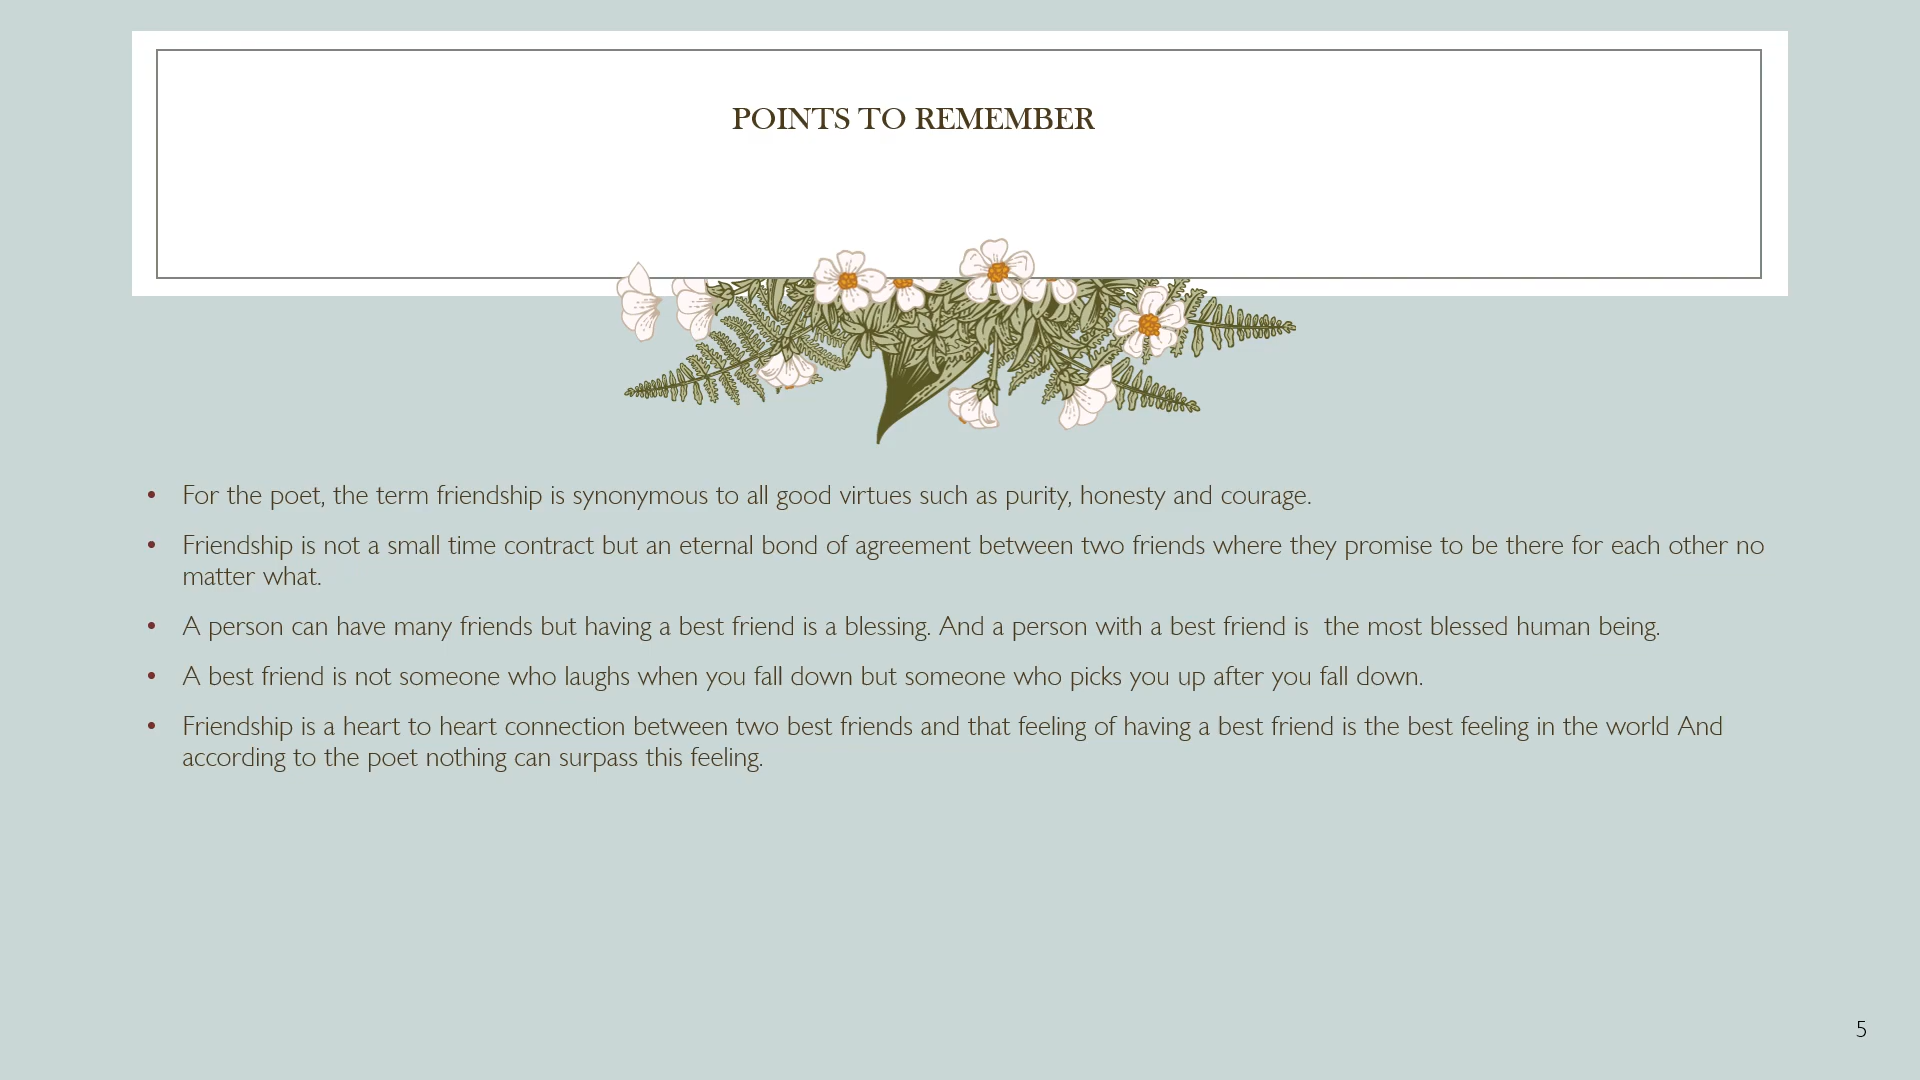 POINTS TO REMEMBER
• For the poet, the term friendship is synonymous to all good virtues such as purity, honesty and courage.
• Friendship is not a small time contract but an eternal bond of agreement between two friends where they promise to be there for each other no
matter what.
• A person can have many friends but having a best friend is a blessing. And a person with a best friend is  the most blessed human being.
• A best friend is not someone who laughs when you fall down but someone who picks you up after you fall down.
• Friendship is a heart to heart connection between two best friends and that feeling of having a best friend is the best feeling in the world And
according to the poet nothing can surpass this feeling.
5